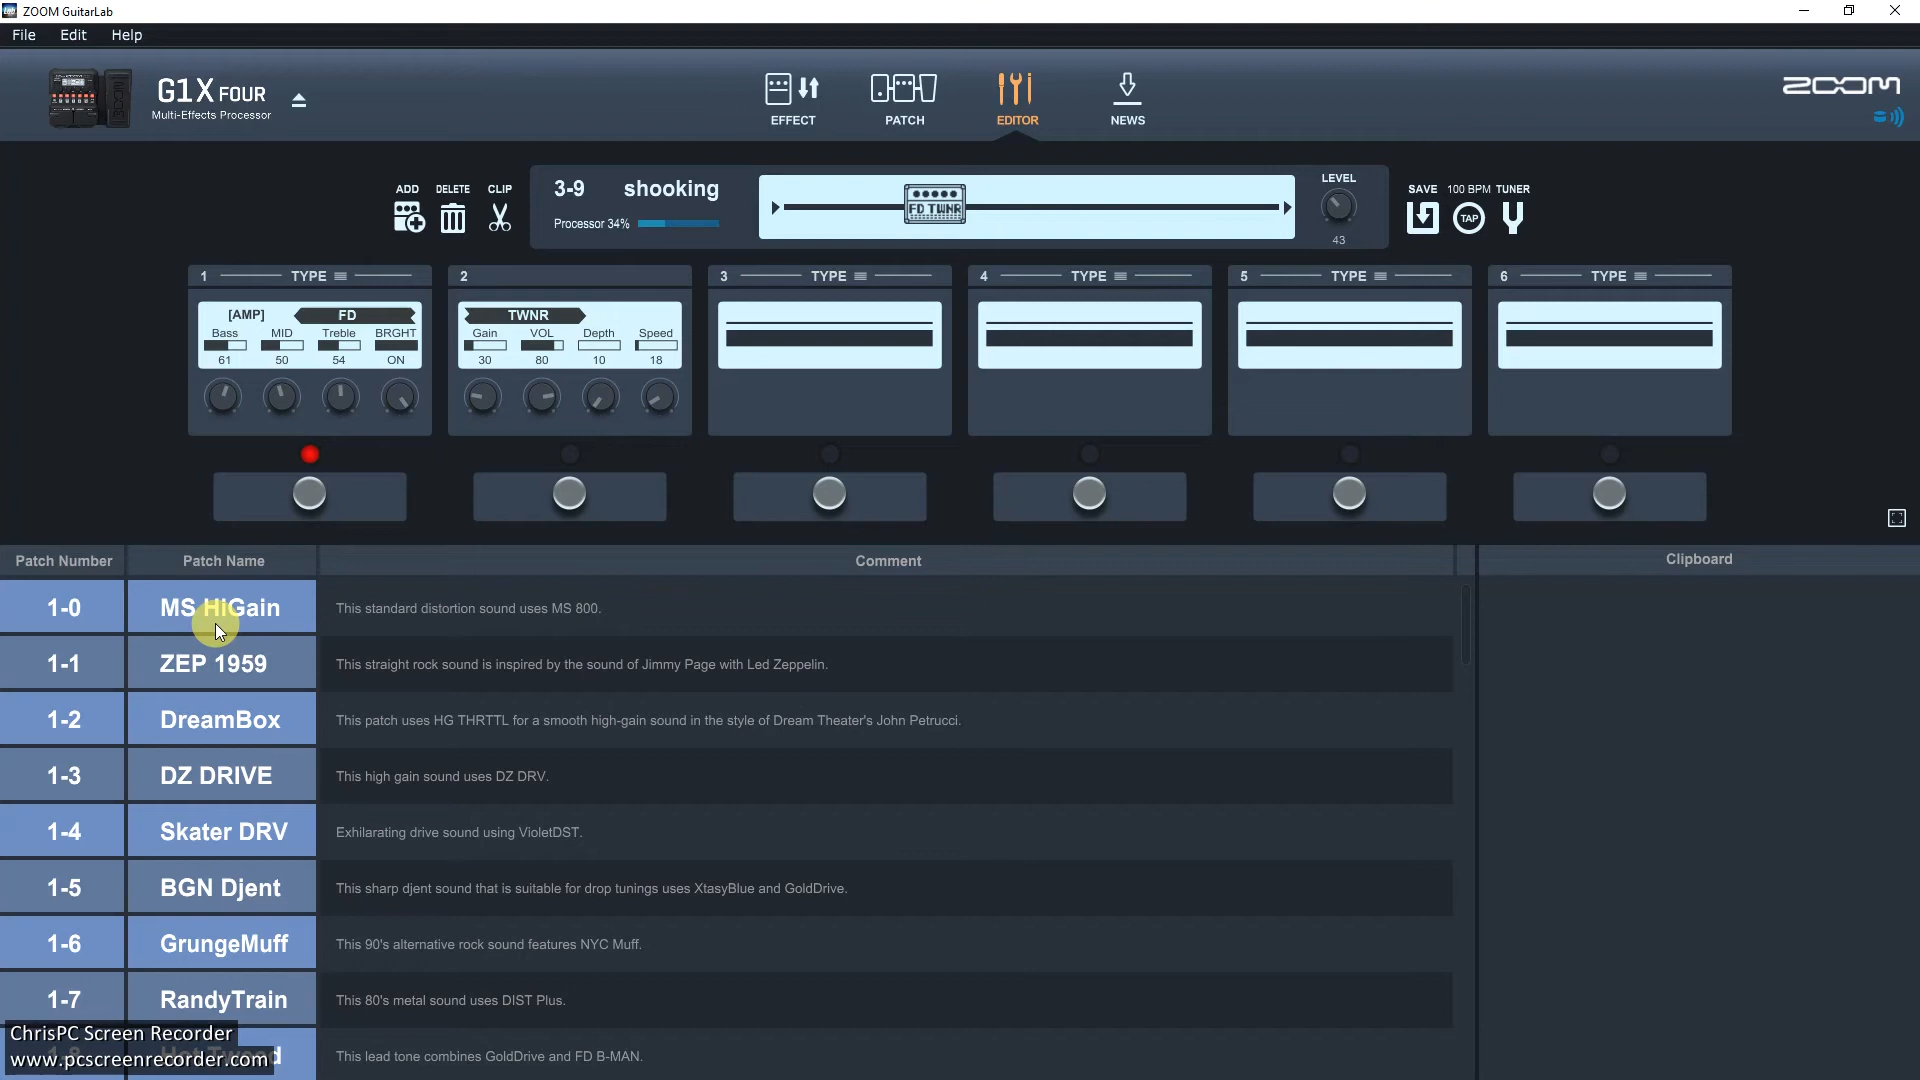 ZOOM GuitarLab
File Edit Help
G1X FOUR
Multi-Effects Processor
EFFECT PATCH EDITOR NEWS
ZOOM
ADD DELETE CLIP
3-9 shooking
Processor 34%
FD TWNR
LEVEL
43
SAVE 100 BPM TUNER
TAP
1 TYPE 2 3 TYPE 4 TYPE 5 TYPE 6 TYPE
[AMP] FD TWNR
Bass MID Treble BRGHT Gain VOL Depth Speed
61 50 54 ON 30 80 10 18
Patch Number Patch Name Comment Clipboard
1-0 MS HiGain This standard distortion sound uses MS 800.
1-1 ZEP 1959 This straight rock sound is inspired by the sound of Jimmy Page with Led Zeppelin.
1-2 DreamBox This patch uses HG THRTTL for a smooth high-gain sound in the style of Dream Theater's John Petrucci.
1-3 DZ DRIVE This high gain sound uses DZ DRV.
1-4 Skater DRV Exhilarating drive sound using VioletDST.
1-5 BGN Djent This sharp djent sound that is suitable for drop tunings uses XtasyBlue and GoldDrive.
1-6 GrungeMuff This 90's alternative rock sound features NYC Muff.
1-7 RandyTrain This 80's metal sound uses DIST Plus.
ChrisPC Screen Recorder
www.pcscreenrecorder.com
This lead tone combines GoldDrive and FD B-MAN.